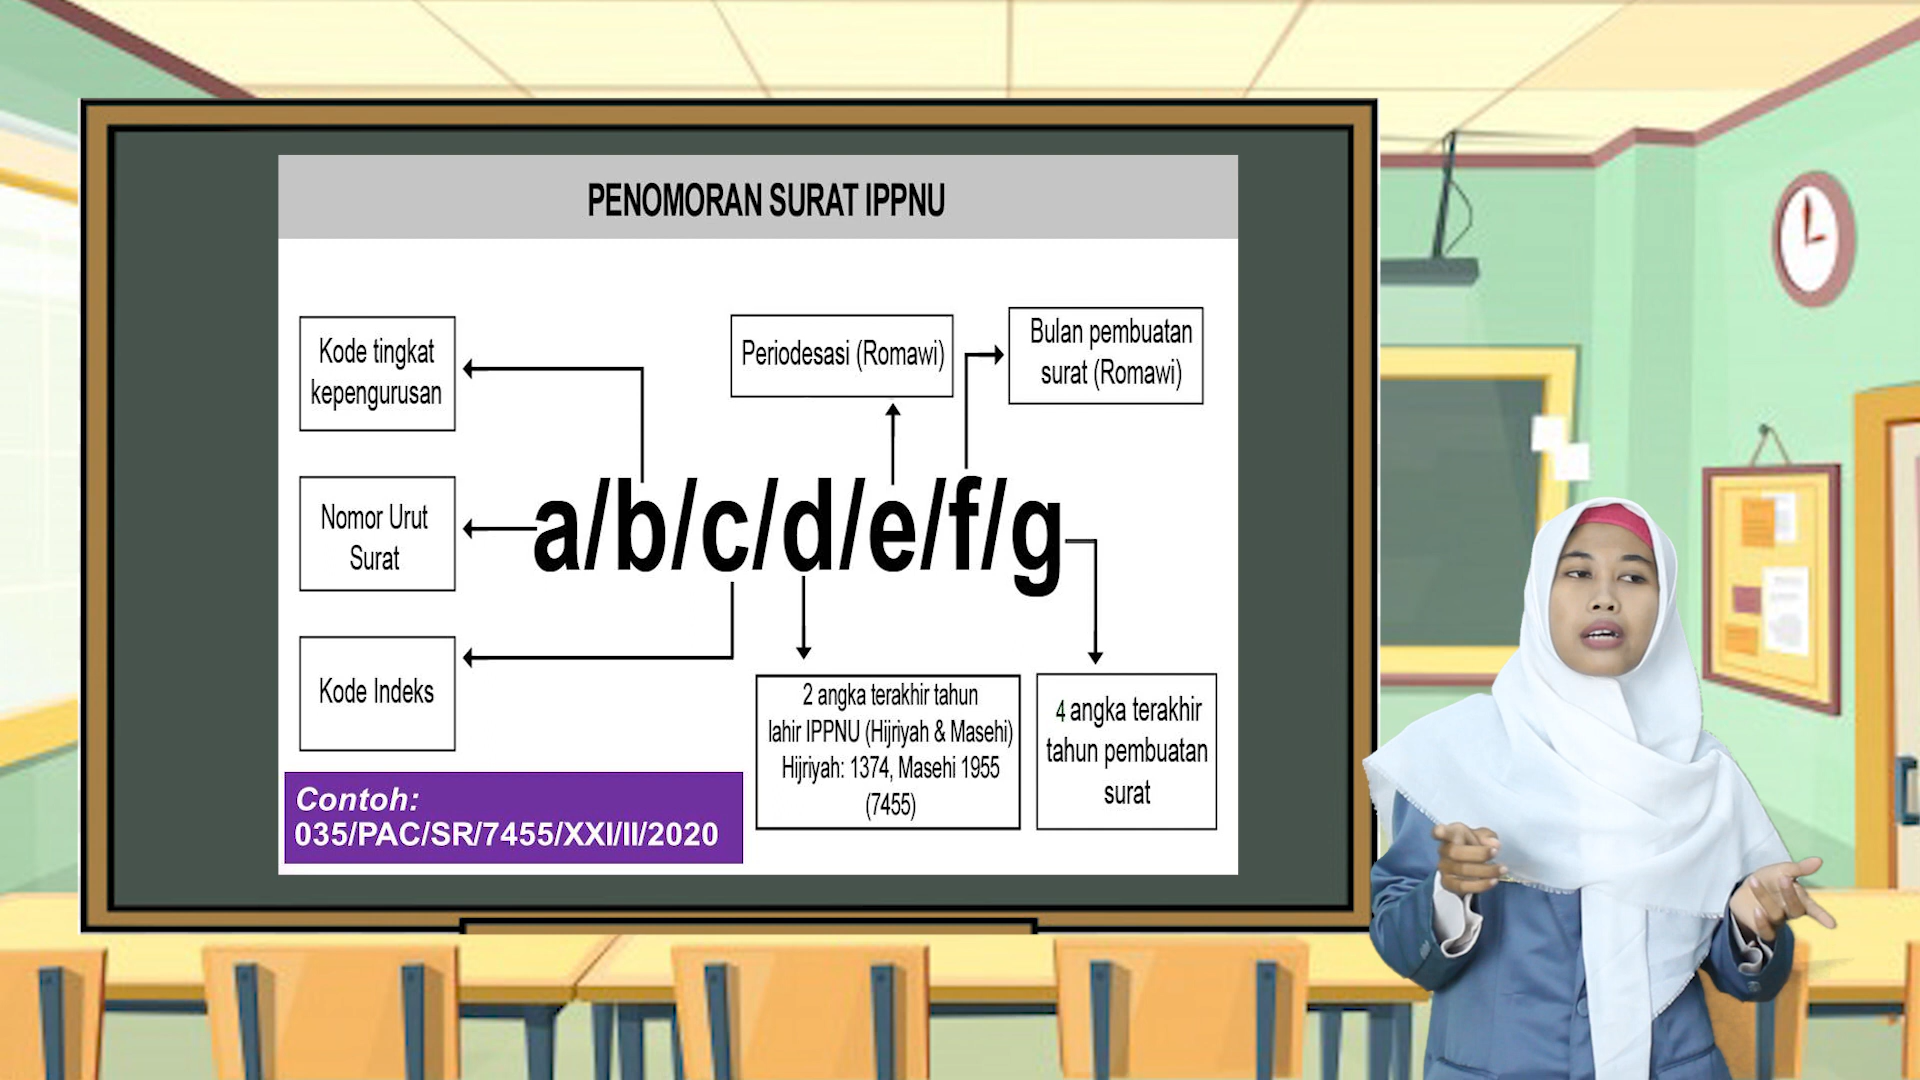 PENOMORAN SURAT IPPNU
Kode tingkat
kepengurusan
Periodesasi (Romawi)
Bulan pembuatan
surat (Romawi)
Nomor Urut
Surat
a/b/c/d/e/f/g
Kode Indeks
2 angka terakhir tahun
lahir IPPNU (Hijriyah & Masehi)
Hijriyah: 1374, Masehi 1955
(7455)
4 angka terakhir
tahun pembuatan
surat
Contoh:
035/PAC/SR/7455/XXI/II/2020